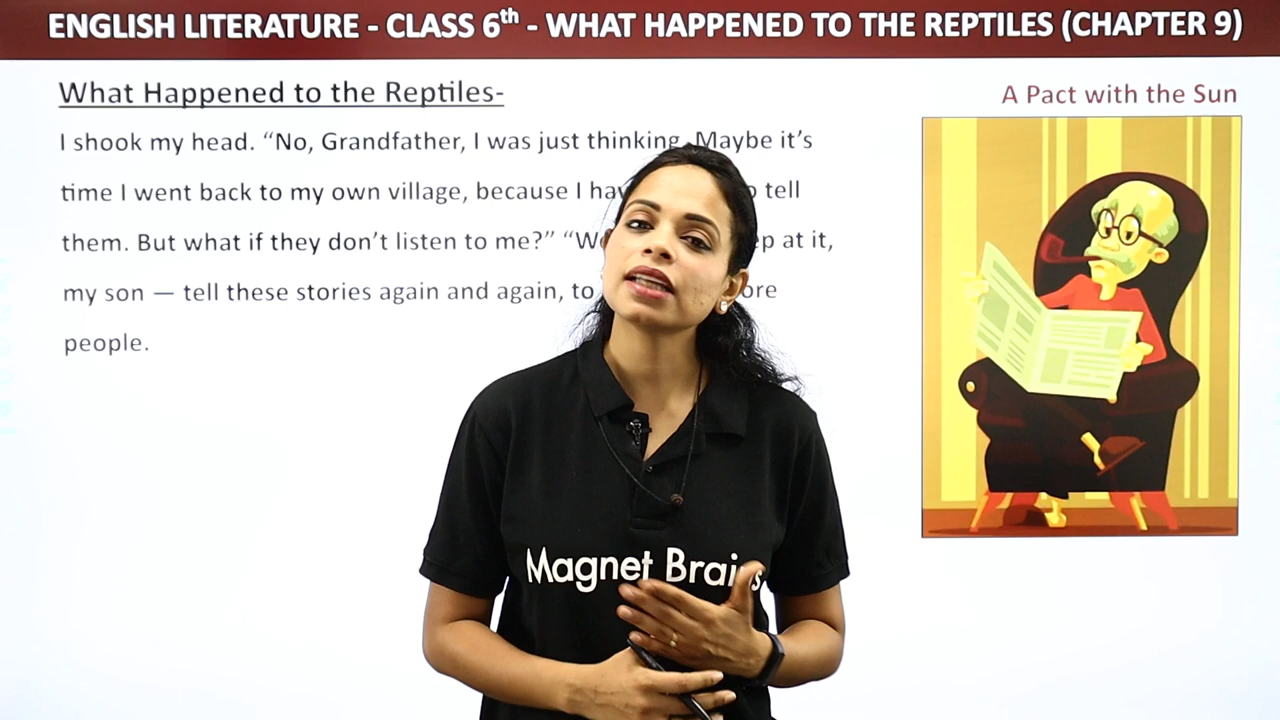 ENGLISH LITERATURE - CLASS 6th - WHAT HAPPENED TO THE REPTILES (CHAPTER 9)
What Happened to the Reptiles-
A Pact with the Sun
I shook my head. “No, Grandfather, I was just thinking. Maybe it’s
time I went back to my own village, because I tell
them. But what if they don’t listen to me?” at it,
my son — tell these stories again and again, to
people.
Magnet Brains